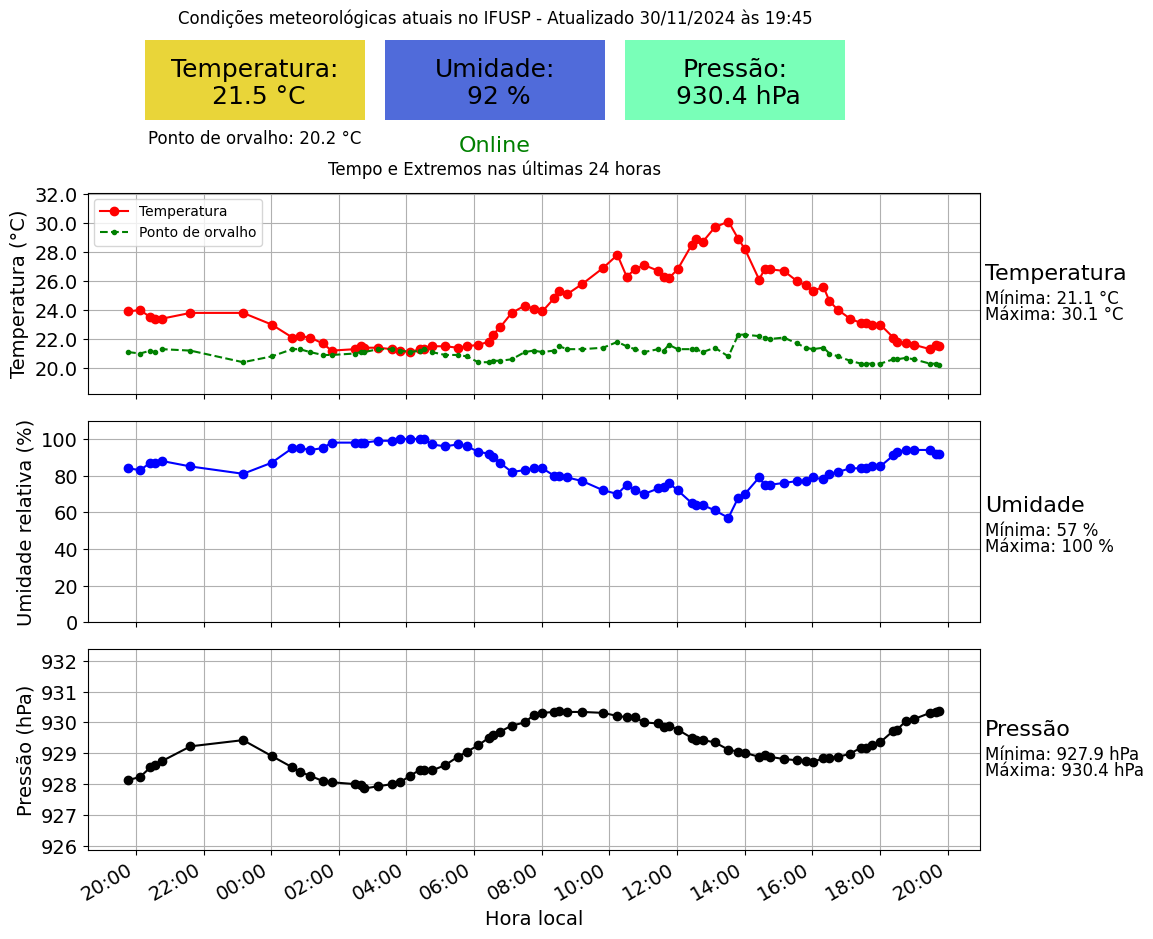 Condições meteorológicas atuais no IFUSP - Atualizado 30/11/2024 às 19:45
Temperatura:
21.5 °C
Umidade:
92 %
Pressão:
930.4 hPa
Ponto de orvalho: 20.2 °C
Online
Tempo e Extremos nas últimas 24 horas
Temperatura (°C)
32.0
30.0
28.0
26.0
24.0
22.0
20.0
Temperatura
Ponto de orvalho
Temperatura
Mínima: 21.1 °C
Máxima: 30.1 °C
Umidade relativa (%)
100
80
60
40
20
0
Umidade
Mínima: 57 %
Máxima: 100 %
Pressão (hPa)
932
931
930
929
928
927
926
Pressão
Mínima: 927.9 hPa
Máxima: 930.4 hPa
20:00 22:00 00:00 02:00 04:00 06:00 08:00 10:00 12:00 14:00 16:00 18:00 20:00
Hora local